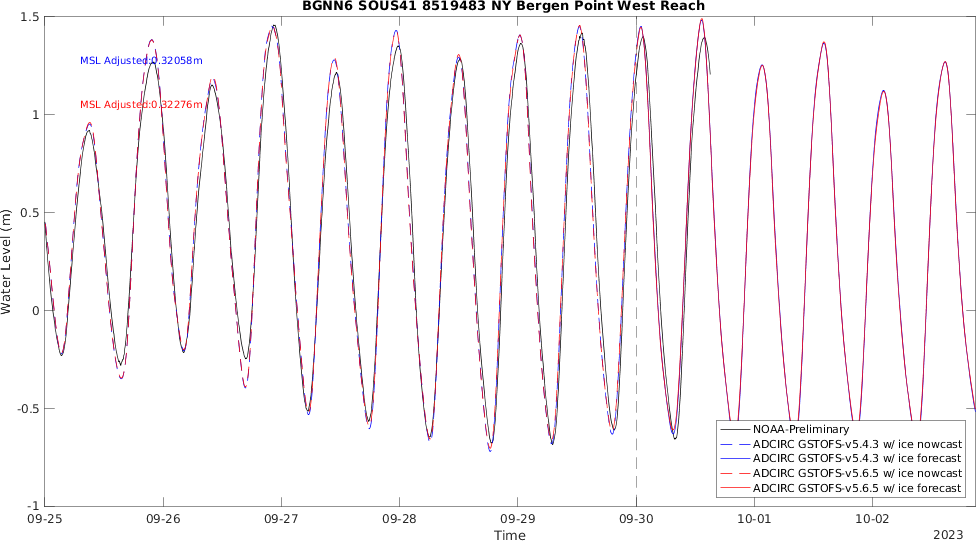 BGNN6 SOUS41 8519483 NY Bergen Point West Reach
1.5
1
0.5
0
-0.5
-1
Water Level (m)
MSL Adjusted:0.32058m
MSL Adjusted:0.32276m
NOAA-Preliminary
ADCIRC GSTOFS-v5.4.3 w/ ice nowcast
ADCIRC GSTOFS-v5.4.3 w/ ice forecast
ADCIRC GSTOFS-v5.6.5 w/ ice nowcast
ADCIRC GSTOFS-v5.6.5 w/ ice forecast
09-25 09-26 09-27 09-28 09-29 09-30 10-01 10-02
Time
2023